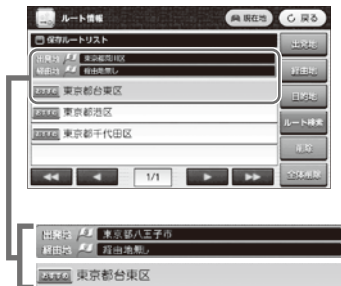 ルート情報
現在地
戻る
保存ルートリスト
出発地
出発地 東京都荒川区
経由地 経由地無し
経由地
東京都台東区
目的地
東京都港区
ルート検索
東京都千代田区
削除
1/1
全体削除
出発地 東京都八王子市
経由地 経由地無し
東京都台東区